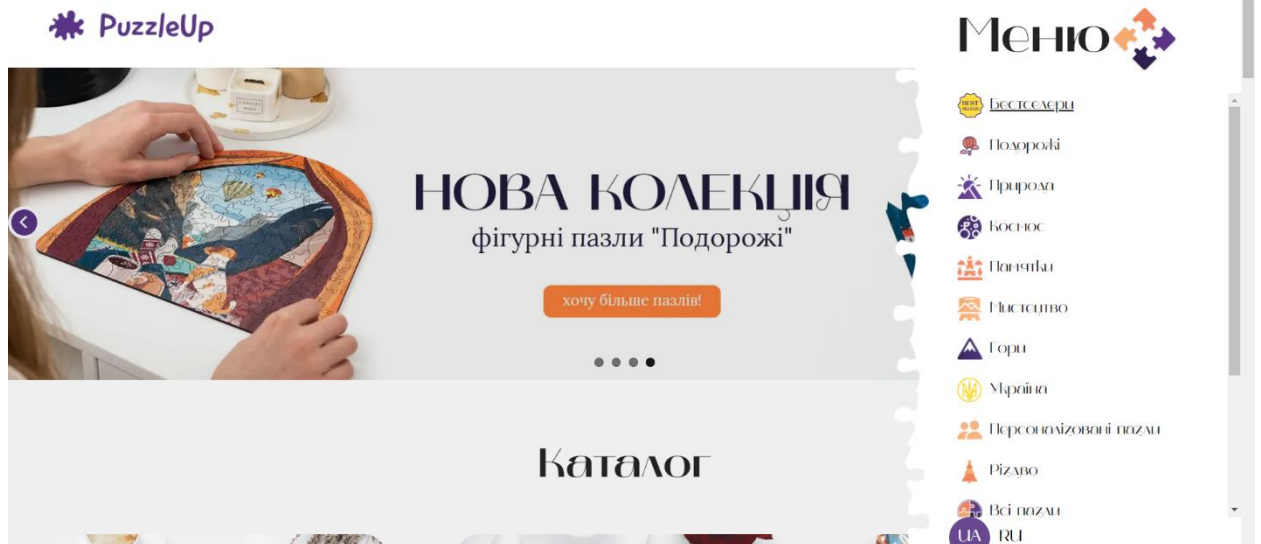 PuzzleUp
Меню
НОВА КОЛЕКЦІЯ
фігурні пазли "Подорожі"
хочу більше пазлів!
Каталог
Бестселери
Подорожі
Природа
Космос
Пам'ятки
Мистецтво
Гори
Україна
Персоналізовані пазли
Різдво
Всі пазли
UA RU